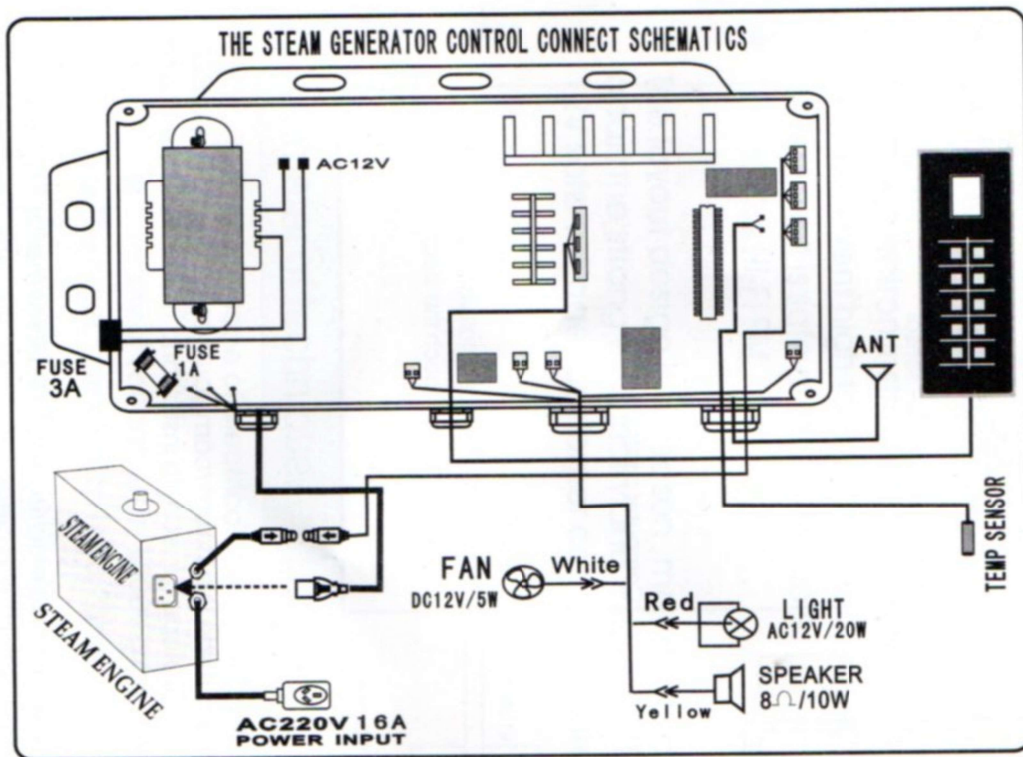 THE STEAM GENERATOR CONTROL CONNECT SCHEMATICS
AC12V
FUSE
3A
FUSE
1A
ANT
TEMP SENSOR
STEAM ENGINE
STEAM ENGINE
FAN
DC12V/5W
White
Red
LIGHT
AC12V/20W
SPEAKER
8Ω/10W
Yellow
AC220V 16A
POWER INPUT